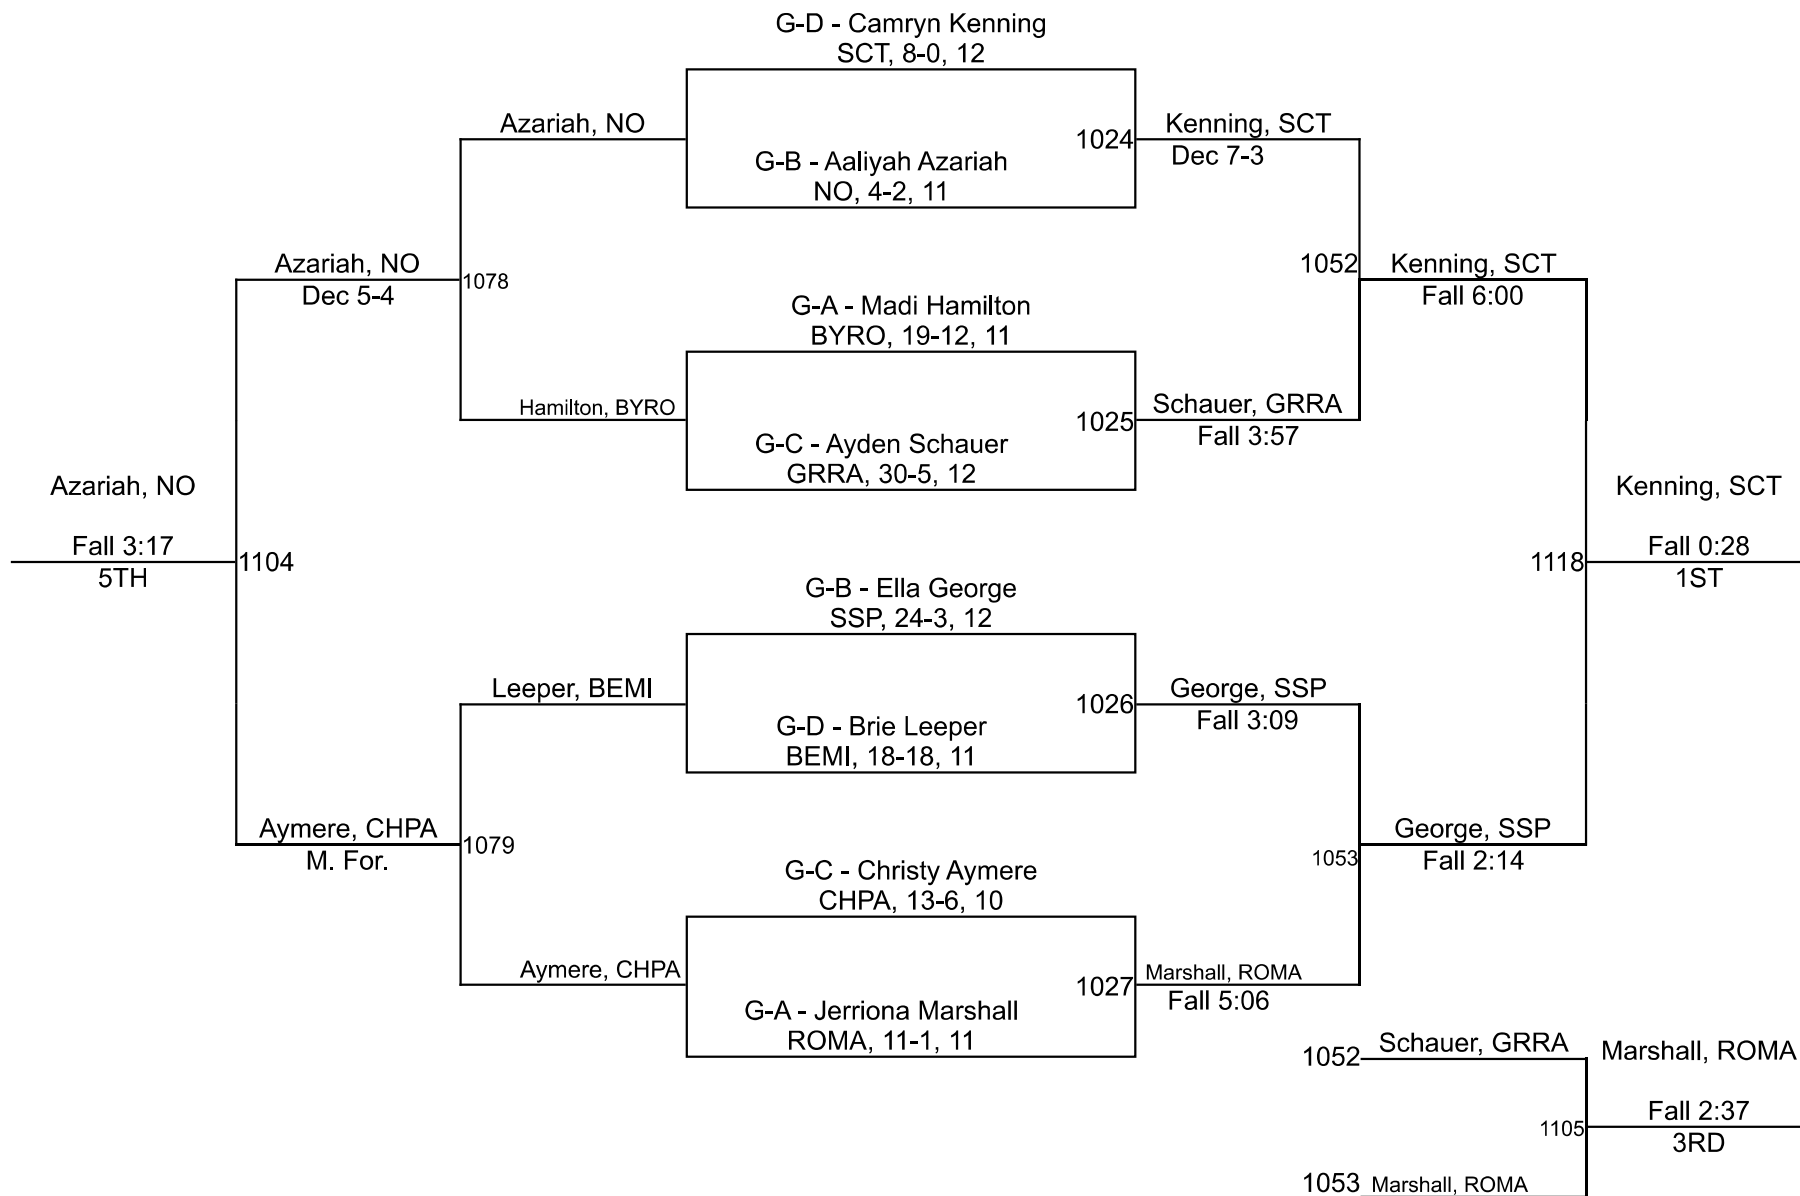 G-D - Camryn Kenning
SCT, 8-0, 12
Azariah, NO
1024
Kenning, SCT
Dec 7-3
G-B - Aaliyah Azariah
NO, 4-2, 11
Azariah, NO
Dec 5-4
1078
1052
Kenning, SCT
Fall 6:00
G-A - Madi Hamilton
BYRO, 19-12, 11
Hamilton, BYRO
1025
Schauer, GRRA
Fall 3:57
G-C - Ayden Schauer
GRRA, 30-5, 12
Azariah, NO
Fall 3:17
5TH
1104
1118
Kenning, SCT
Fall 0:28
1ST
G-B - Ella George
SSP, 24-3, 12
Leeper, BEMI
1026
George, SSP
Fall 3:09
G-D - Brie Leeper
BEMI, 18-18, 11
Aymere, CHPA
M. For.
1079
1053
George, SSP
Fall 2:14
G-C - Christy Aymere
CHPA, 13-6, 10
Aymere, CHPA
1027
Marshall, ROMA
Fall 5:06
G-A - Jerriona Marshall
ROMA, 11-1, 11
1052
Schauer, GRRA
Marshall, ROMA
Fall 2:37
3RD
1105
1053
Marshall, ROMA